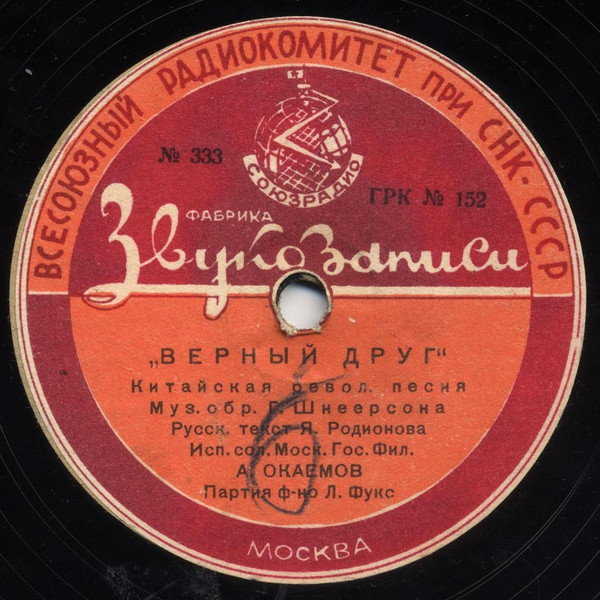 ВСЕСОЮЗНЫЙ РАДИОКОМИТЕТ ПРИ СНК-СССР
№ 333
СОЮЗРАДИО
ГРК № 152
ФАБРИКА
Звукозаписи
„ВЕРНЫЙ ДРУГ“
Китайская револ. песня
Муз. обр. Г. Шнеерсона
Русск. текст Я. Родионова
Исп. сол. Моск. Гос. Фил.
А. ОКАЕМОВ
Партия ф-но Л. Фукс
6
МОСКВА